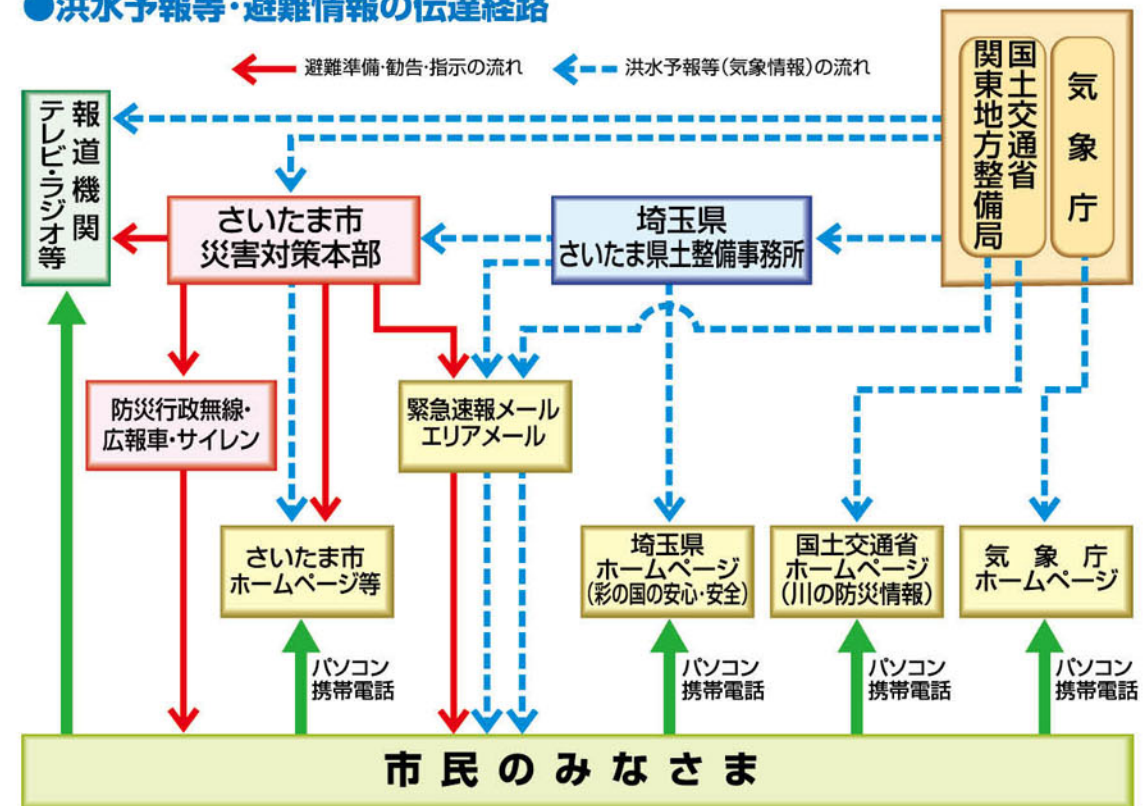 ●洪水予報等・避難情報の伝達経路
避難準備・勧告・指示の流れ
洪水予報等(気象情報)の流れ
報道機関
テレビ・ラジオ等
国土交通省
関東地方整備局
気象庁
さいたま市
災害対策本部
埼玉県
さいたま県土整備事務所
防災行政無線・
広報車・サイレン
緊急速報メール
エリアメール
さいたま市
ホームページ等
埼玉県
ホームページ
(彩の国の安心・安全)
国土交通省
ホームページ
(川の防災情報)
気象庁
ホームページ
パソコン
携帯電話
パソコン
携帯電話
パソコン
携帯電話
パソコン
携帯電話
市民のみなさま